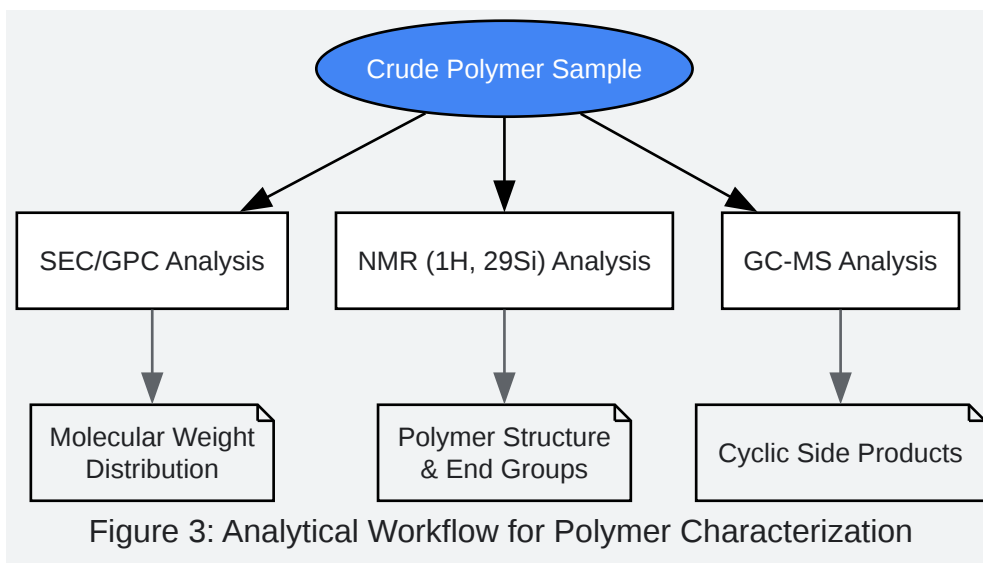 Crude Polymer Sample
SEC/GPC Analysis
NMR (1H, 29Si) Analysis
GC-MS Analysis
Molecular Weight
Distribution
Polymer Structure
& End Groups
Cyclic Side Products
Figure 3: Analytical Workflow for Polymer Characterization